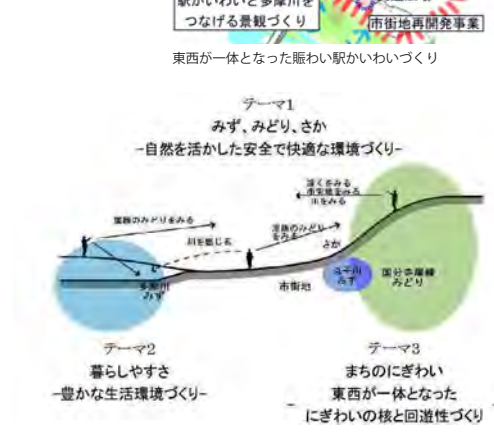 駅かいわいと多摩川を
つなげる景観づくり
市街地再開発事業
東西が一体となった賑わい駅かいわいづくり
テーマ1
みず、みどり、さか
-自然を活かした安全で快適な環境づくり-
遠くをみる
市街地をみる
川をみる
崖線のみどりをみる
川を感じる
崖線のみどり
をみる
さか
多摩川
みず
市街地
みず
国分寺崖線
みどり
テーマ2
暮らしやすさ
-豊かな生活環境づくり-
テーマ3
まちのにぎわい
東西が一体となった
にぎわいの核と回遊性づくり